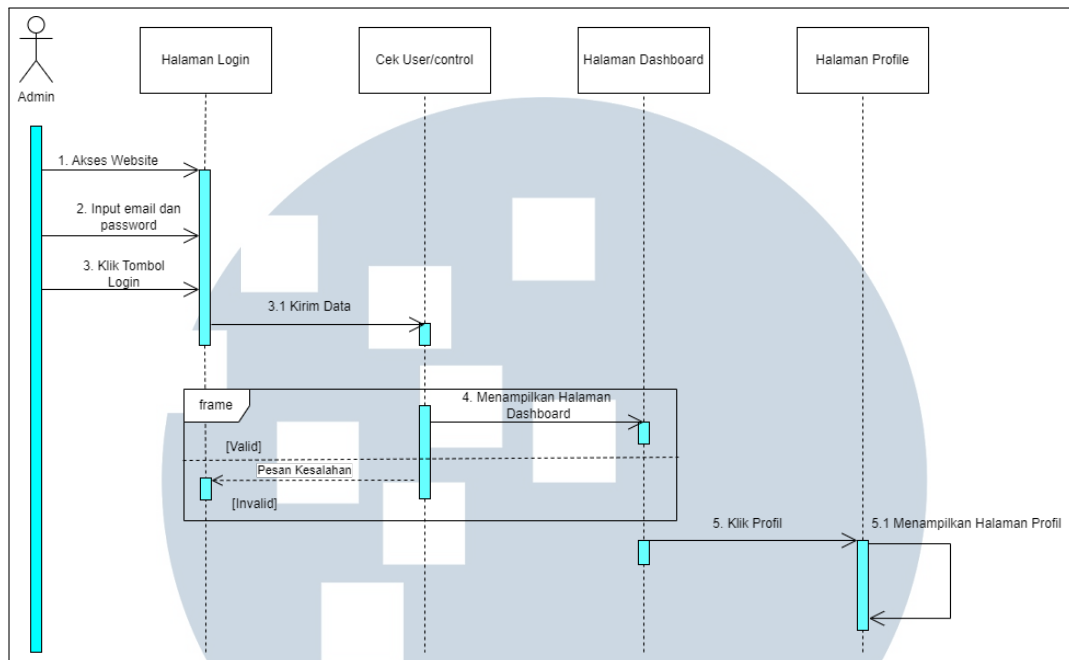 Admin
Halaman Login
Cek User/control
Halaman Dashboard
Halaman Profile
1. Akses Website
2. Input email dan
password
3. Klik Tombol
Login
3.1 Kirim Data
frame
4. Menampilkan Halaman
Dashboard
[Valid]
Pesan Kesalahan
[Invalid]
5. Klik Profil
5.1 Menampilkan Halaman Profil